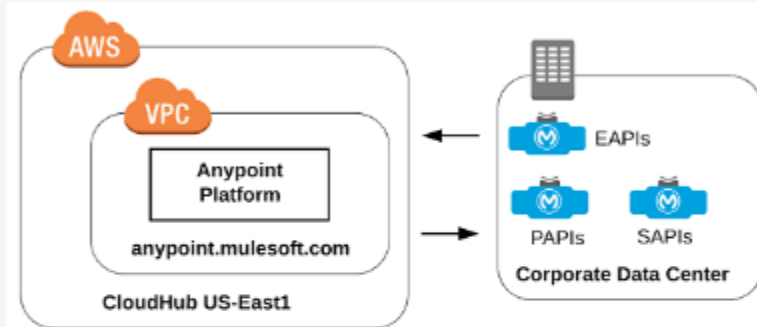 AWS
VPC
Anypoint
Platform
anypoint.mulesoft.com
CloudHub US-East1
EAPIs
PAPIs
SAPIs
Corporate Data Center